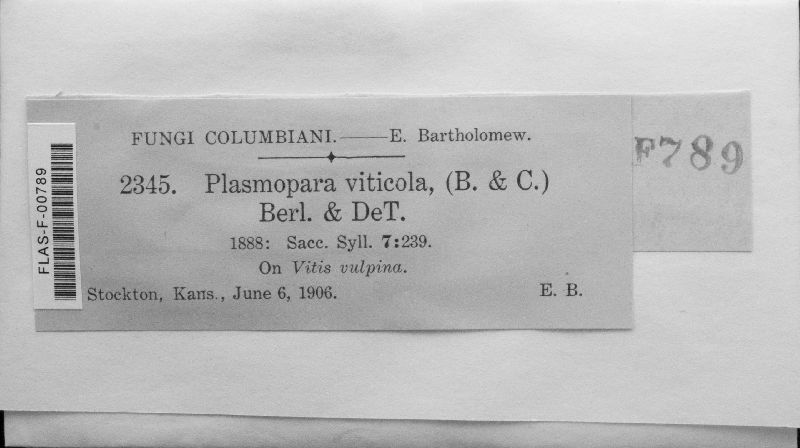 FUNGI COLUMBIANI.——E. Bartholomew.
2345. Plasmopara viticola, (B. & C.)
Berl. & DeT.
1888: Sacc. Syll. 7:239.
On Vitis vulpina.
Stockton, Kans., June 6, 1906. E. B.
F789
FLAS-F-00789